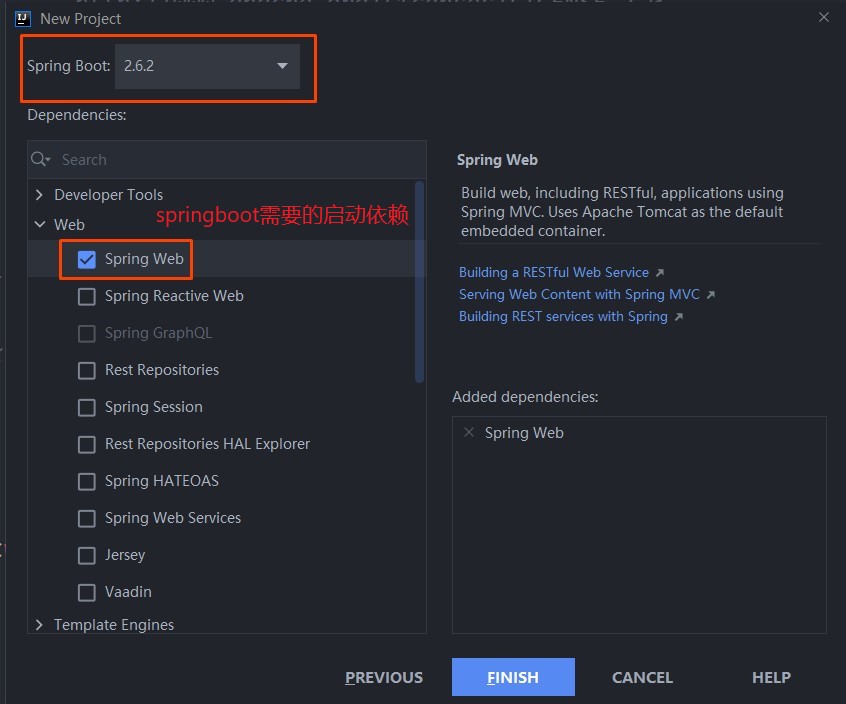 New Project
Spring Boot:
2.6.2
Dependencies:
Search
Developer Tools
springboot需要的启动依赖
Web
Spring Web
Spring Reactive Web
Spring GraphQL
Rest Repositories
Spring Session
Rest Repositories HAL Explorer
Spring HATEOAS
Spring Web Services
Jersey
Vaadin
Template Engines
Spring Web
Build web, including RESTful, applications using
Spring MVC. Uses Apache Tomcat as the default
embedded container.
Building a RESTful Web Service
Serving Web Content with Spring MVC
Building REST services with Spring
Added dependencies:
Spring Web
PREVIOUS
FINISH
CANCEL
HELP